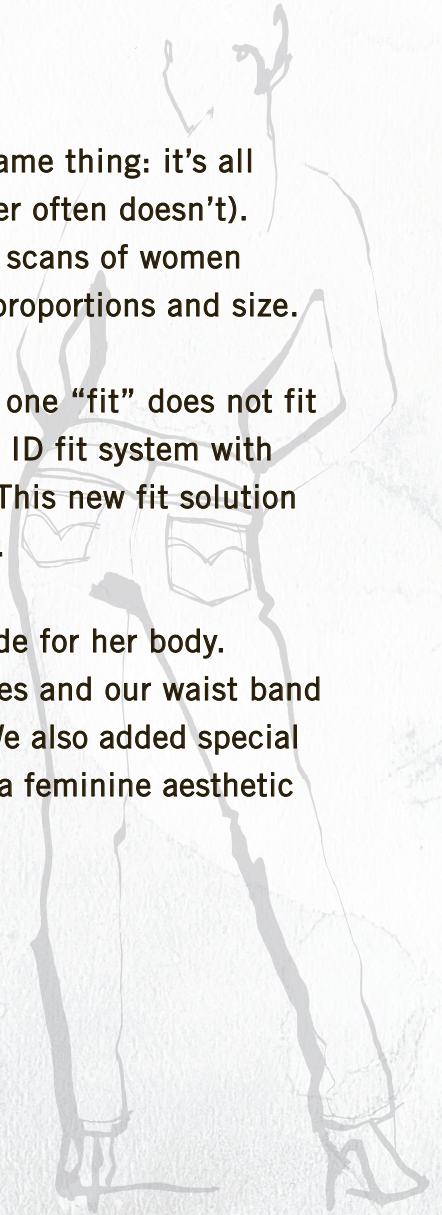 ame thing: it’s all
er often doesn’t).
scans of women
proportions and size.
one “fit” does not fit
ID fit system with
This new fit solution
.
de for her body.
es and our waist band
We also added special
a feminine aesthetic